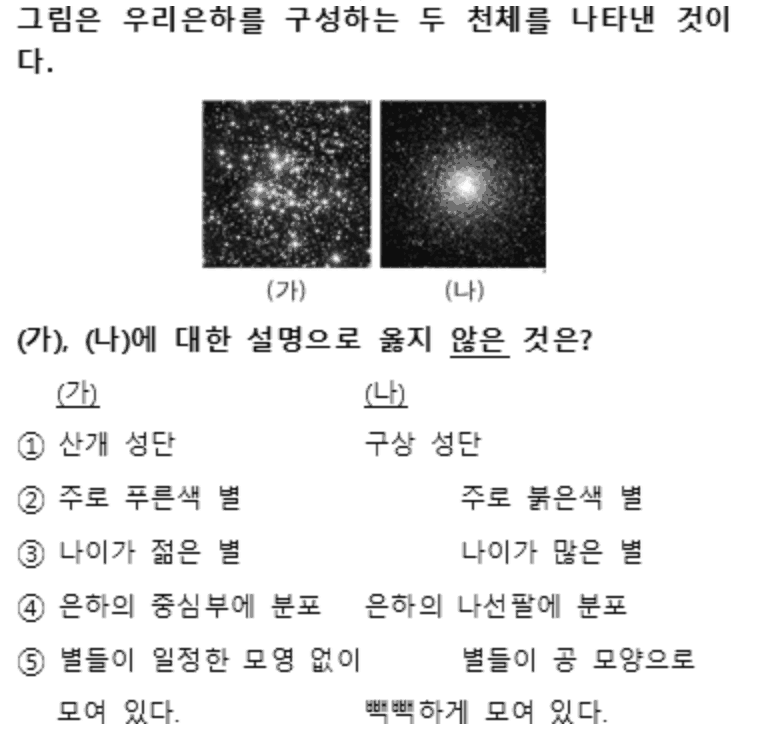 그림은 우리은하를 구성하는 두 천체를 나타낸 것이
다.
(가) (나)
(가), (나)에 대한 설명으로 옳지 않은 것은?
(가) (나)
① 산개 성단 구상 성단
② 주로 푸른색 별 주로 붉은색 별
③ 나이가 젊은 별 나이가 많은 별
④ 은하의 중심부에 분포 은하의 나선팔에 분포
⑤ 별들이 일정한 모영 없이 별들이 공 모양으로
모여 있다. 빽빽하게 모여 있다.